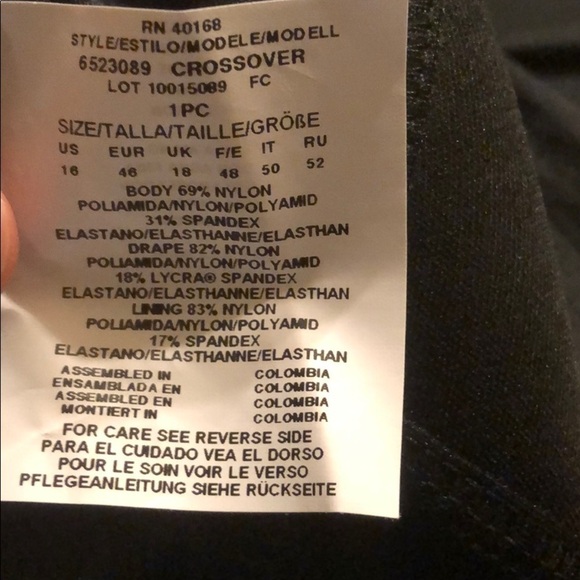 RN 40168
STYLE/ESTILO/MODELE/MODELL
6523089 CROSSOVER
LOT 10015089 FC
1PC
SIZE/TALLA/TAILLE/GRÖßE
US EUR UK F/E IT RU
16 46 18 48 50 52
BODY 69% NYLON
POLIAMIDA/NYLON/POLYAMID
31% SPANDEX
ELASTANO/ELASTHANNE/ELASTHAN
DRAPE 82% NYLON
POLIAMIDA/NYLON/POLYAMID
18% LYCRA® SPANDEX
ELASTANO/ELASTHANNE/ELASTHAN
LINING 83% NYLON
POLIAMIDA/NYLON/POLYAMID
17% SPANDEX
ELASTANO/ELASTHANNE/ELASTHAN
ASSEMBLED IN COLOMBIA
ENSAMBLADA EN COLOMBIA
ASSEMBLED EN COLOMBIA
MONTIERT IN COLOMBIA
FOR CARE SEE REVERSE SIDE
PARA EL CUIDADO VEA EL DORSO
POUR LE SOIN VOIR LE VERSO
PFLEGEANLEITUNG SIEHE RÜCKSEITE